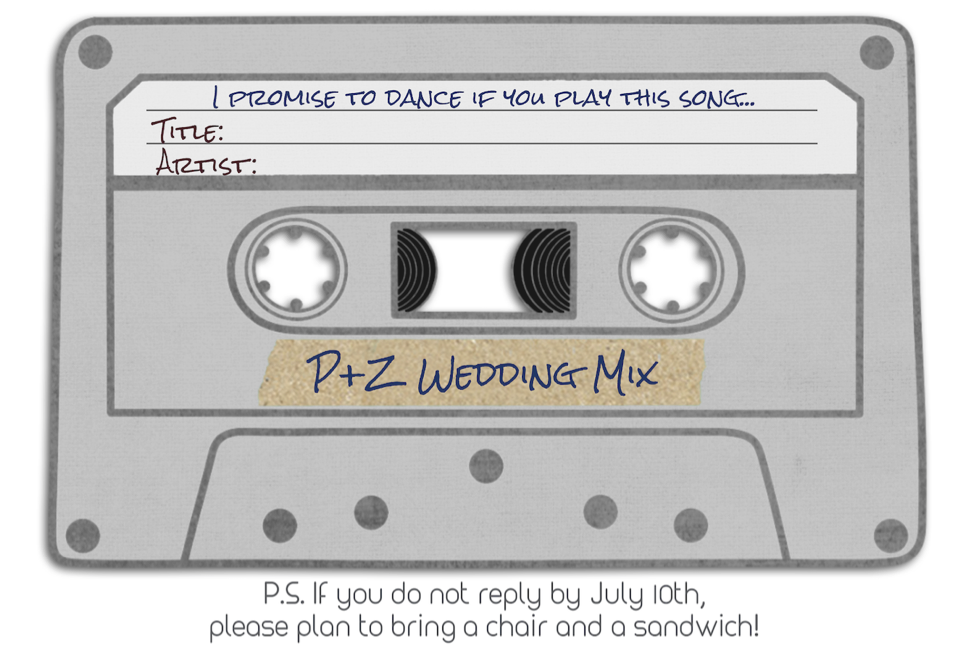 I PROMISE TO DANCE IF YOU PLAY THIS SONG...
TITLE:
ARTIST:
P+Z WEDDING MIX
P.S. If you do not reply by July 10th,
please plan to bring a chair and a sandwich!